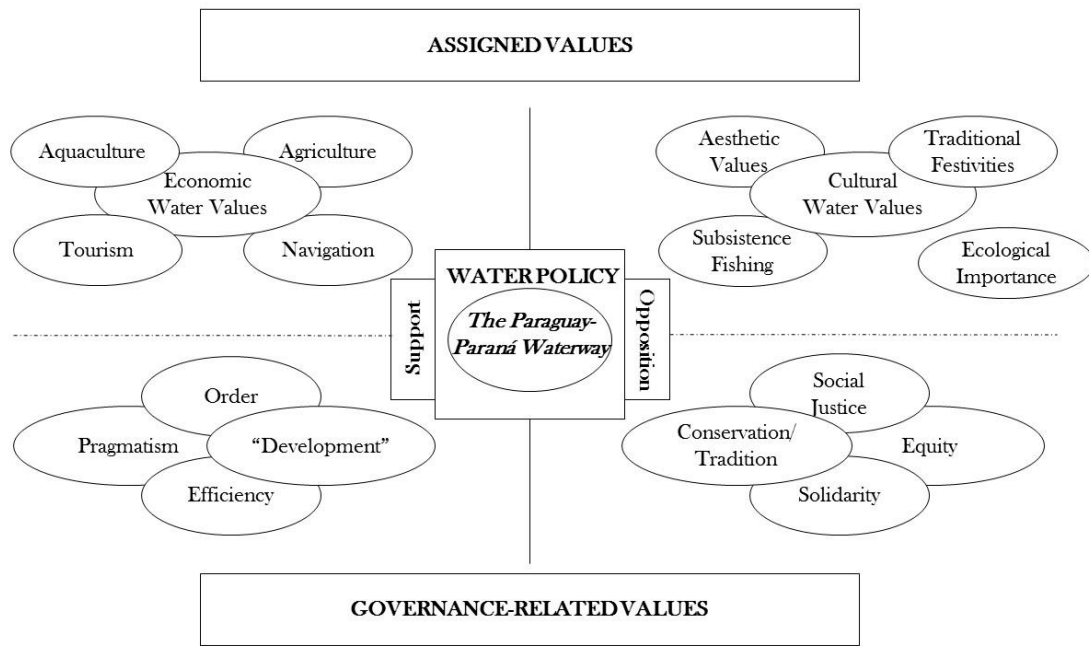 ASSIGNED VALUES
Aquaculture
Agriculture
Economic
Water Values
Tourism
Navigation
Aesthetic
Values
Traditional
Festivities
Cultural
Water Values
Subsistence
Fishing
Ecological
Importance
WATER POLICY
The Paraguay-
Paraná Waterway
Support
Opposition
Order
Pragmatism
“Development”
Efficiency
Social
Justice
Conservation/
Tradition
Equity
Solidarity
GOVERNANCE-RELATED VALUES